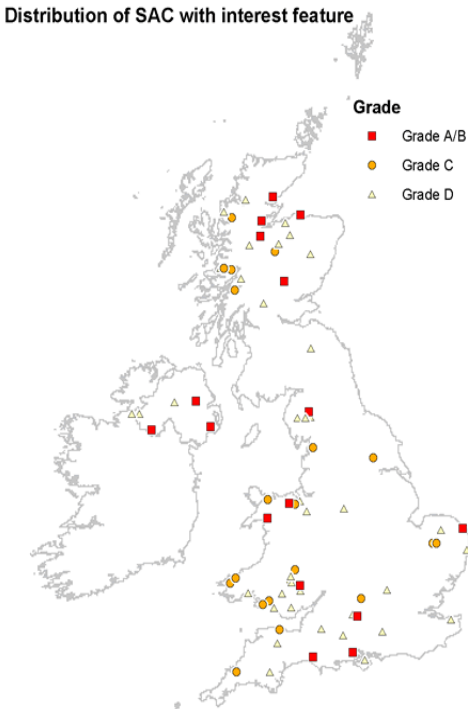 Distribution of SAC with interest feature
Grade
Grade A/B
Grade C
Grade D